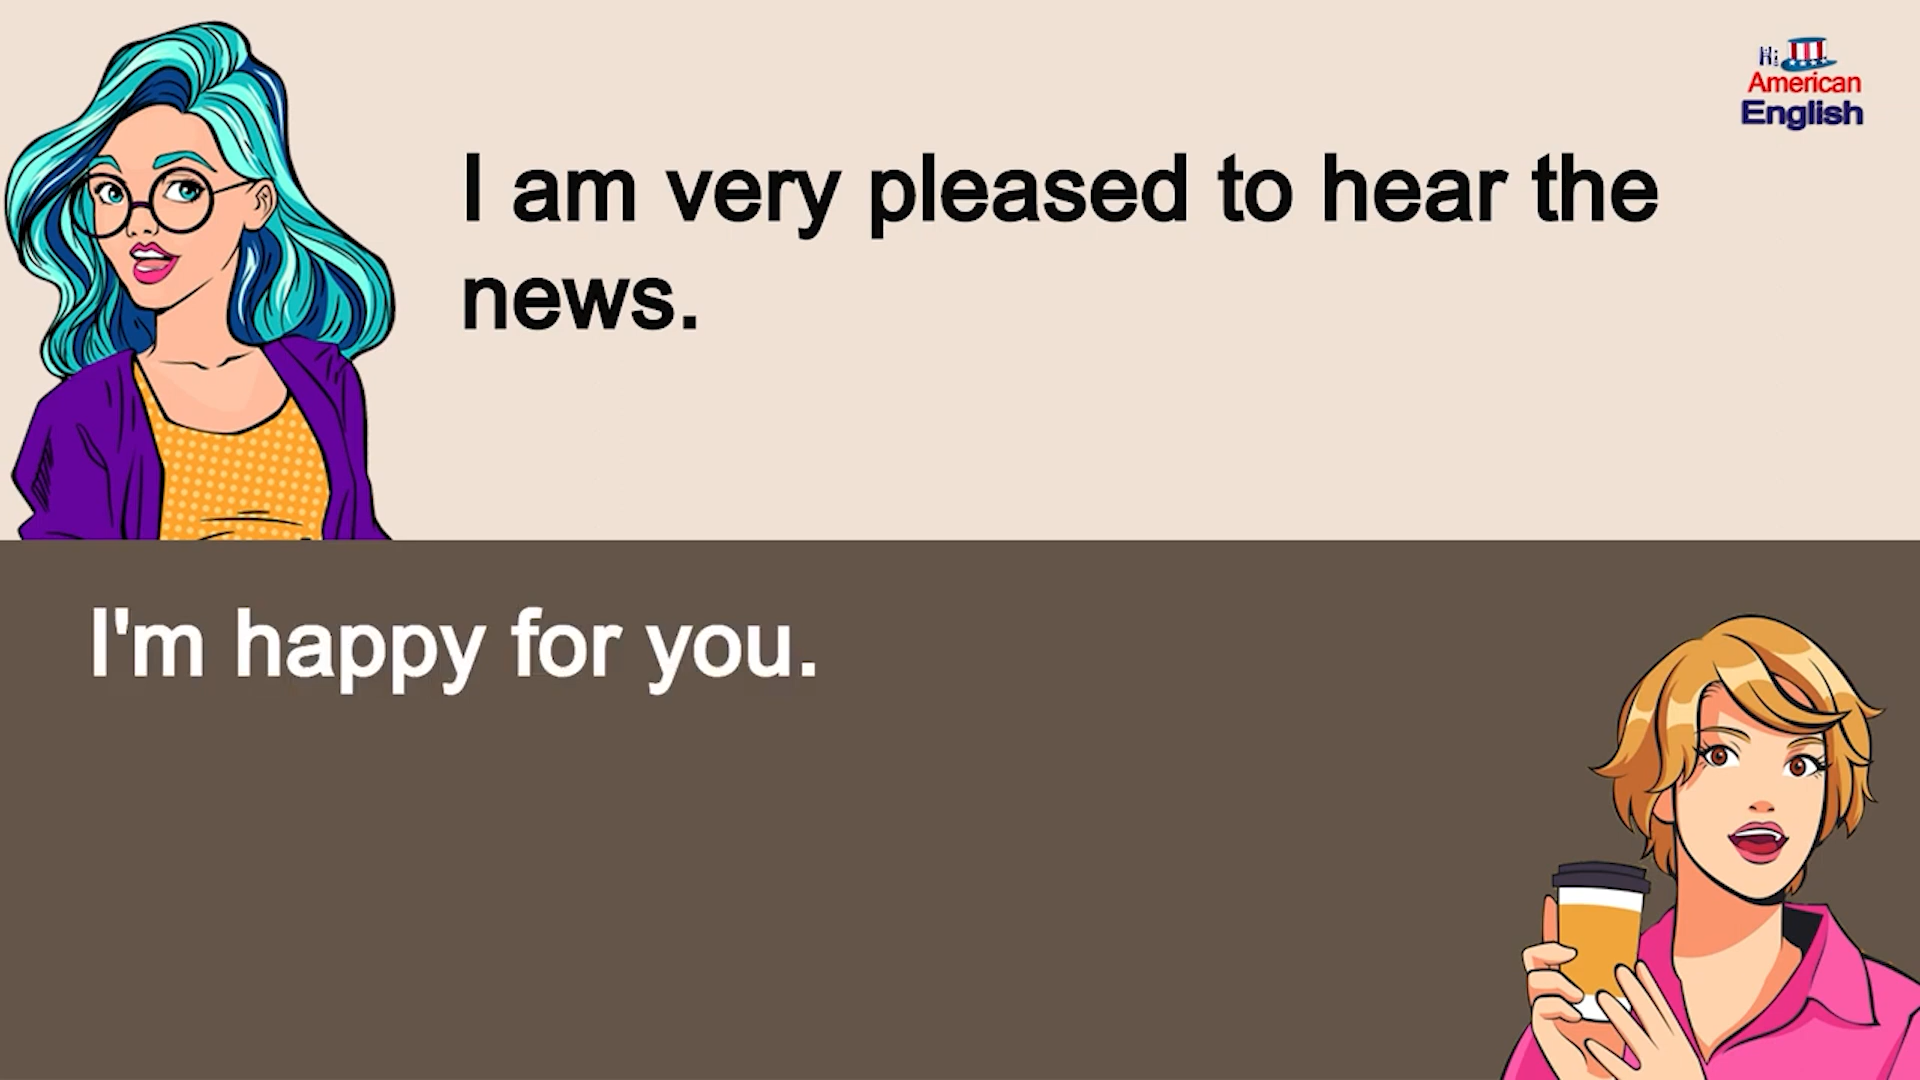 Hi
American
English
I am very pleased to hear the
news.
I'm happy for you.